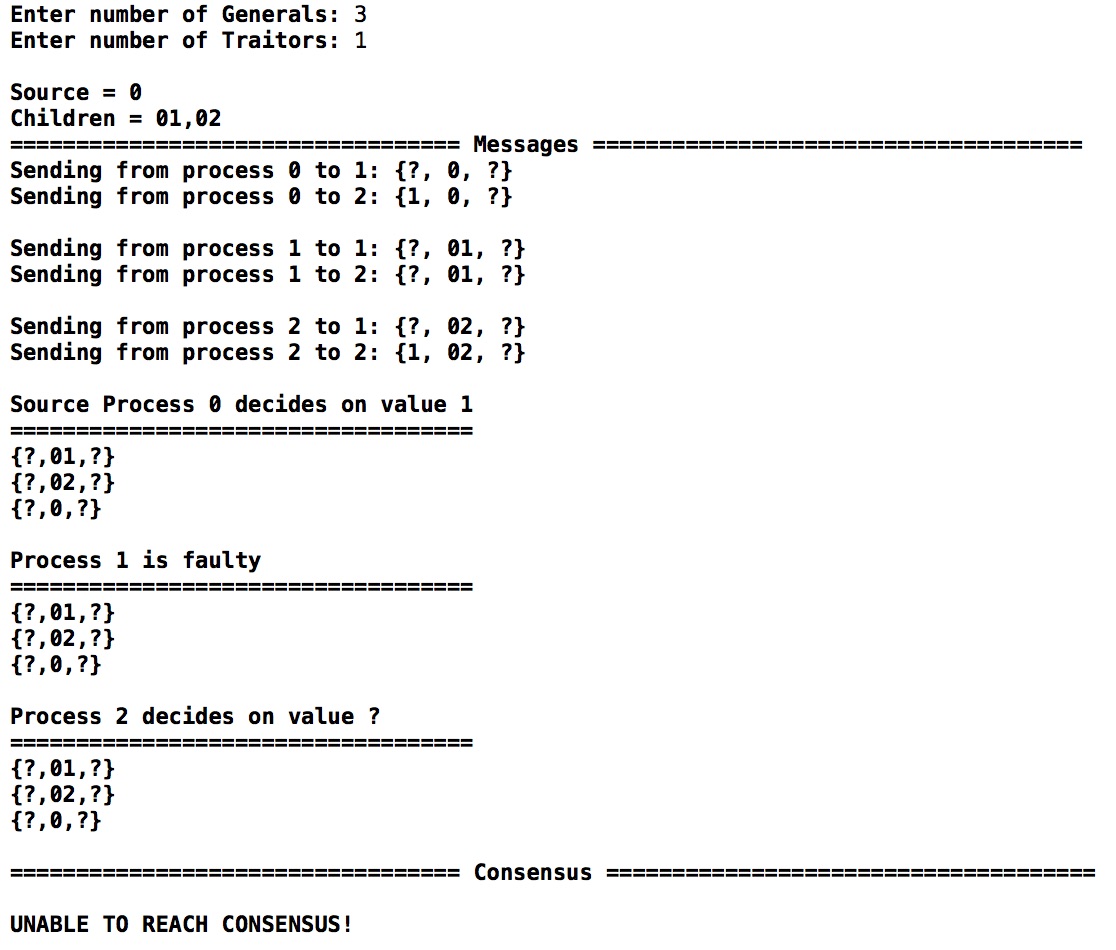 Enter number of Generals: 3
Enter number of Traitors: 1
Source = 0
Children = 01,02
================================== Messages =====================================
Sending from process 0 to 1: {?, 0, ?}
Sending from process 0 to 2: {1, 0, ?}
Sending from process 1 to 1: {?, 01, ?}
Sending from process 1 to 2: {?, 01, ?}
Sending from process 2 to 1: {?, 02, ?}
Sending from process 2 to 2: {1, 02, ?}
Source Process 0 decides on value 1
===================================
{?,01,?}
{?,02,?}
{?,0,?}
Process 1 is faulty
===================================
{?,01,?}
{?,02,?}
{?,0,?}
Process 2 decides on value ?
===================================
{?,01,?}
{?,02,?}
{?,0,?}
================================== Consensus =====================================
UNABLE TO REACH CONSENSUS!